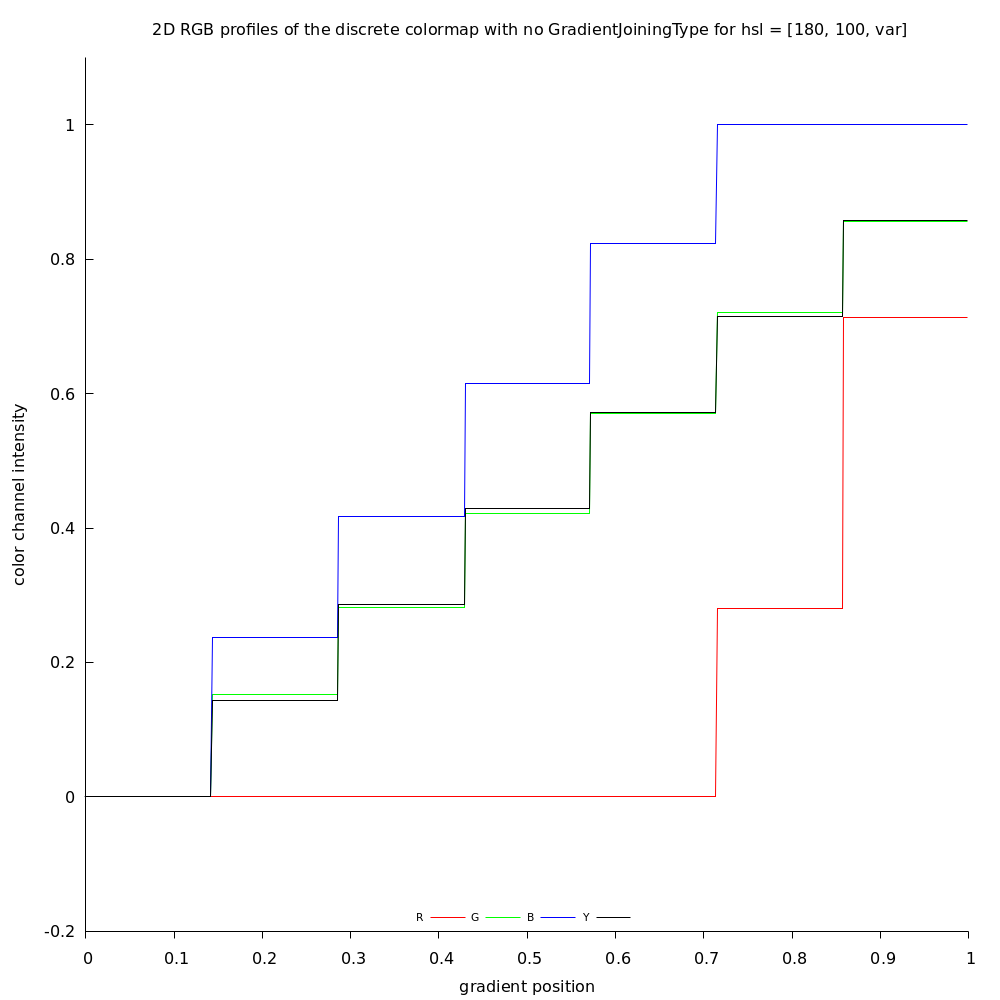 2D RGB profiles of the discrete colormap with no GradientJoiningType for hsl = [180, 100, var]
1
0.8
0.6
0.4
0.2
0
-0.2
color channel intensity
R G B Y
0 0.1 0.2 0.3 0.4 0.5 0.6 0.7 0.8 0.9 1
gradient position